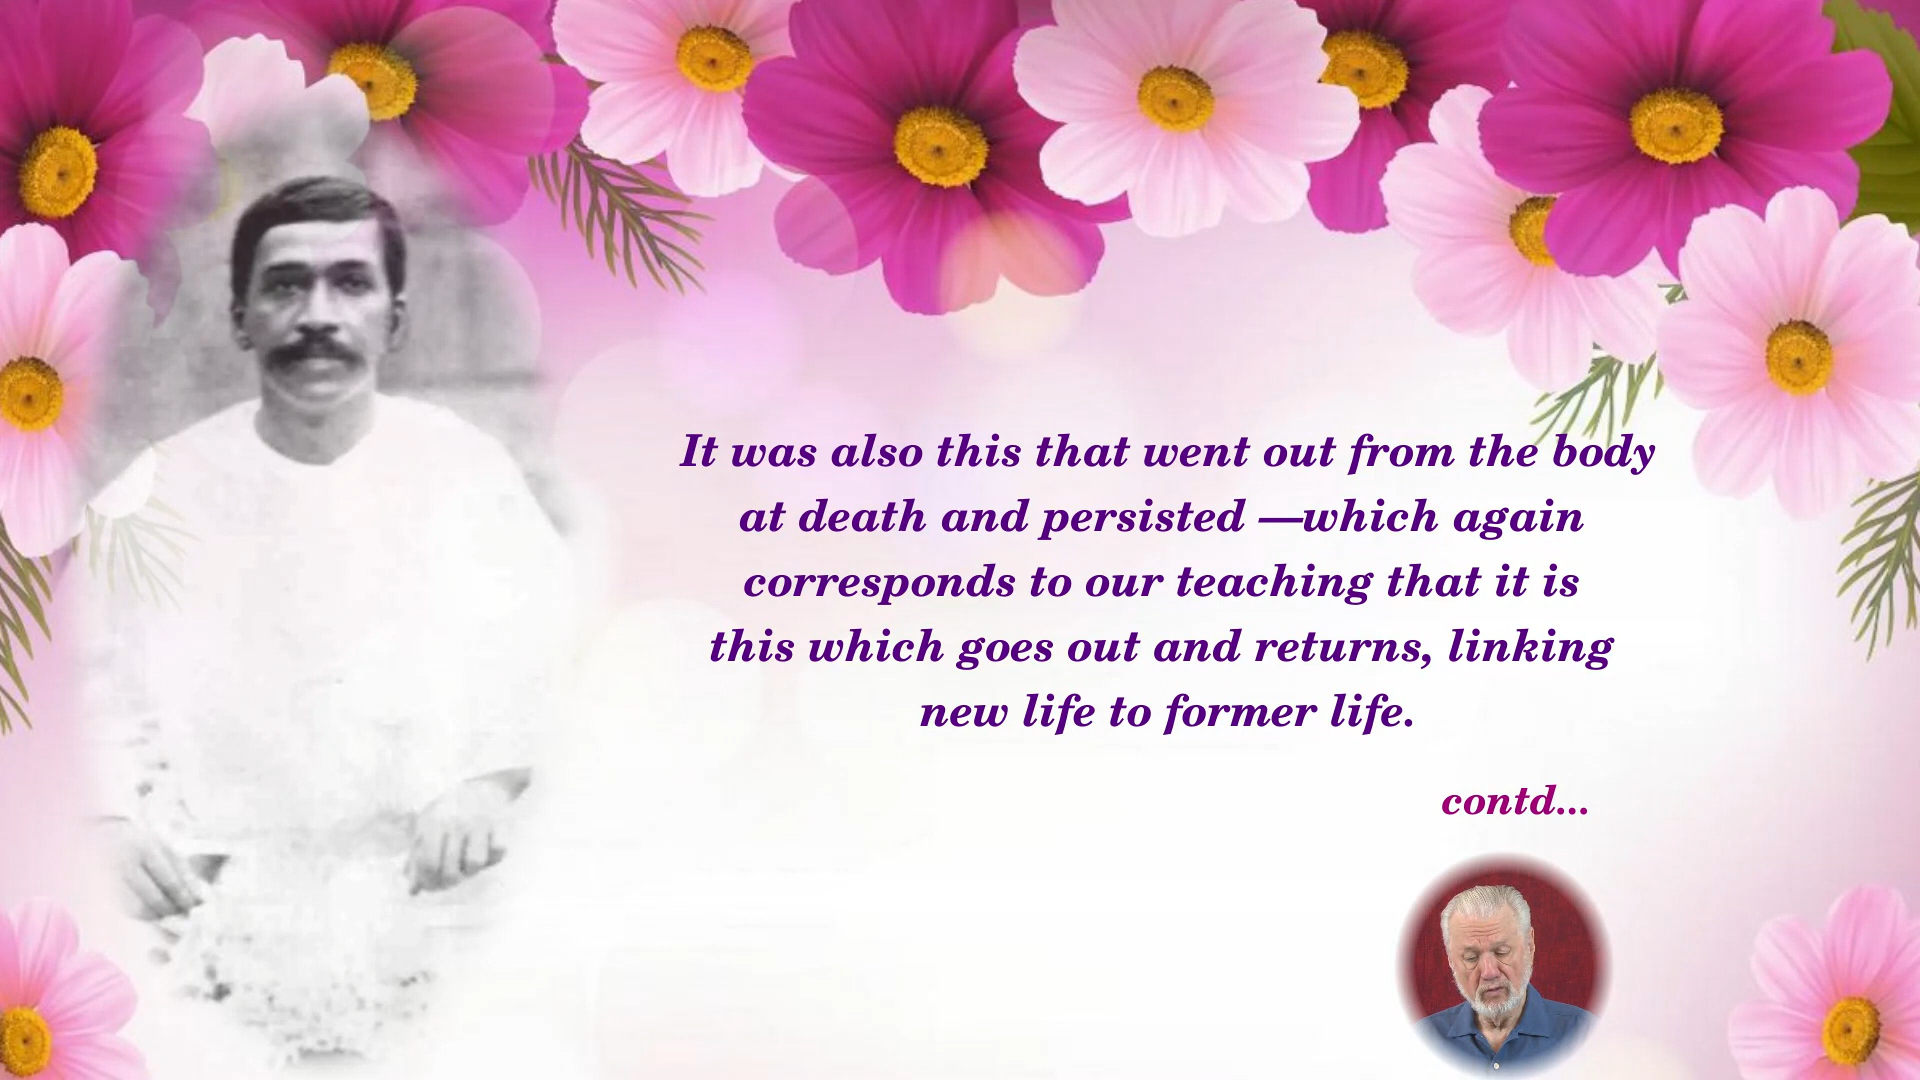 It was also this that went out from the body
at death and persisted —which again
corresponds to our teaching that it is
this which goes out and returns, linking
new life to former life.
contd...